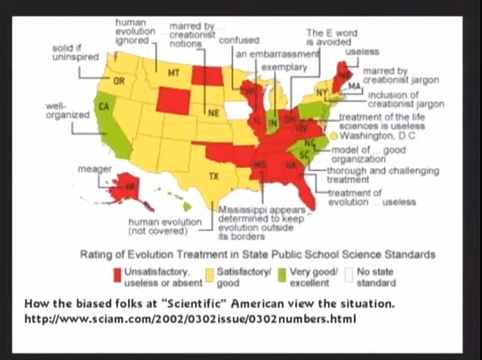 human evolution ignored
marred by ... creationist notions
confused
The E word is avoided
an embarrassment
exemplary
useless
solid if uninspired
marred by creationist jargon
inclusion of creationist jargon
treatment of the life sciences is useless
Washington, D.C.
model of ... good organization
thorough and challenging treatment
treatment of evolution ... useless
well-organized
meager
human evolution (not covered)
Mississippi appears determined to keep evolution outside its borders
OR
MT
CA
NE
TX
IN
NY
MA
NC
SC
MS
GA
IL
Rating of Evolution Treatment in State Public School Science Standards
Unsatisfactory, useless or absent
Satisfactory/ good
Very good/ excellent
No state standard
How the biased folks at "Scientific" American view the situation.
http://www.sciam.com/2002/0302issue/0302numbers.html